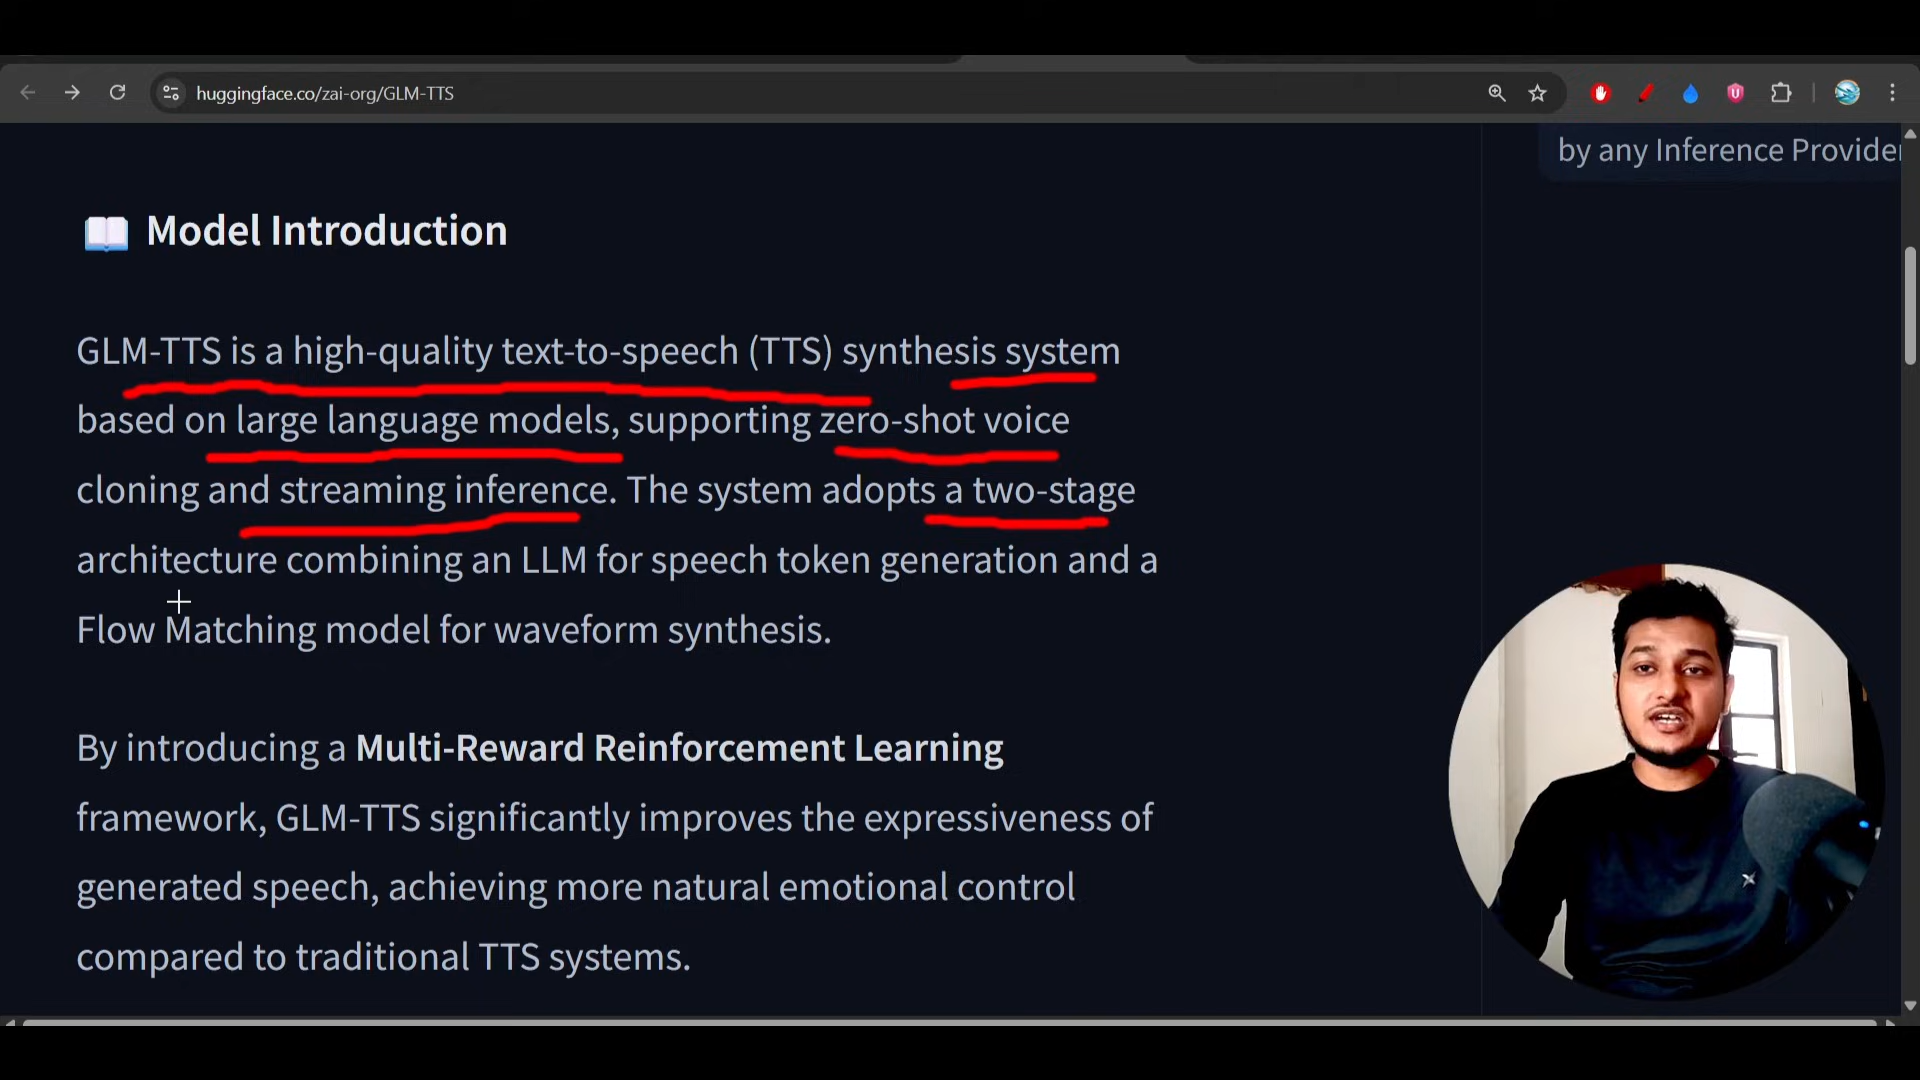 huggingface.co/zai-org/GLM-TTS
by any Inference Provider
📖 Model Introduction
GLM-TTS is a high-quality text-to-speech (TTS) synthesis system
based on large language models, supporting zero-shot voice
cloning and streaming inference. The system adopts a two-stage
architecture combining an LLM for speech token generation and a
Flow Matching model for waveform synthesis.
By introducing a Multi-Reward Reinforcement Learning
framework, GLM-TTS significantly improves the expressiveness of
generated speech, achieving more natural emotional control
compared to traditional TTS systems.